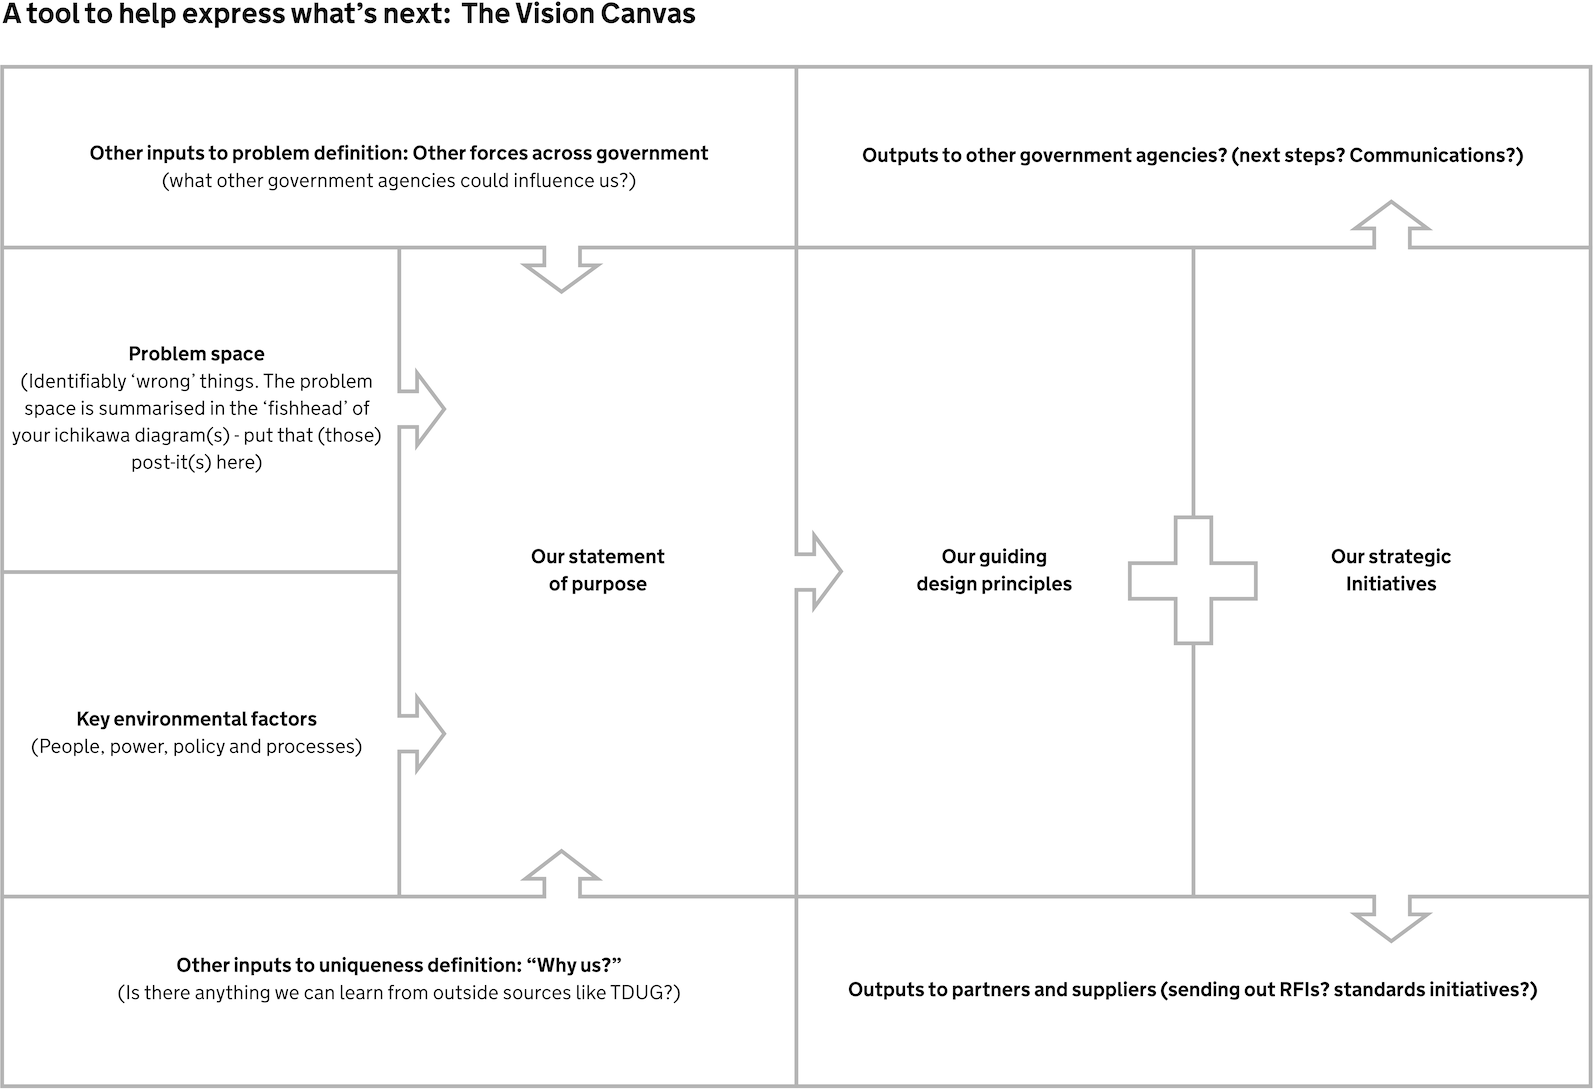 A tool to help express what’s next:  The Vision Canvas
Other inputs to problem definition: Other forces across government
(what other government agencies could influence us?)
Outputs to other government agencies? (next steps? Communications?)
Problem space
(Identifiably ‘wrong’ things. The problem
space is summarised in the ‘fishhead’ of
your ichikawa diagram(s) - put that (those)
post-it(s) here)
Key environmental factors
(People, power, policy and processes)
Our statement
of purpose
Our guiding
design principles
Our strategic
Initiatives
Other inputs to uniqueness definition: “Why us?”
(Is there anything we can learn from outside sources like TDUG?)
Outputs to partners and suppliers (sending out RFIs? standards initiatives?)